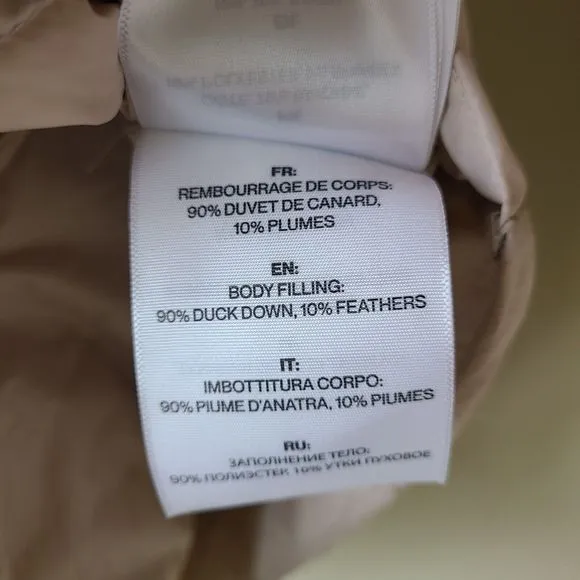 FR:
REMBOURRAGE DE CORPS:
90% DUVET DE CANARD,
10% PLUMES
EN:
BODY FILLING:
90% DUCK DOWN, 10% FEATHERS
IT:
IMBOTTITURA CORPO:
90% PIUME D'ANATRA, 10% PIUMES
RU:
ЗАПОЛНЕНИЕ ТЕЛО:
90% ПОЛИЭСТЕР, 10% УТКИ ПУХОВОЕ